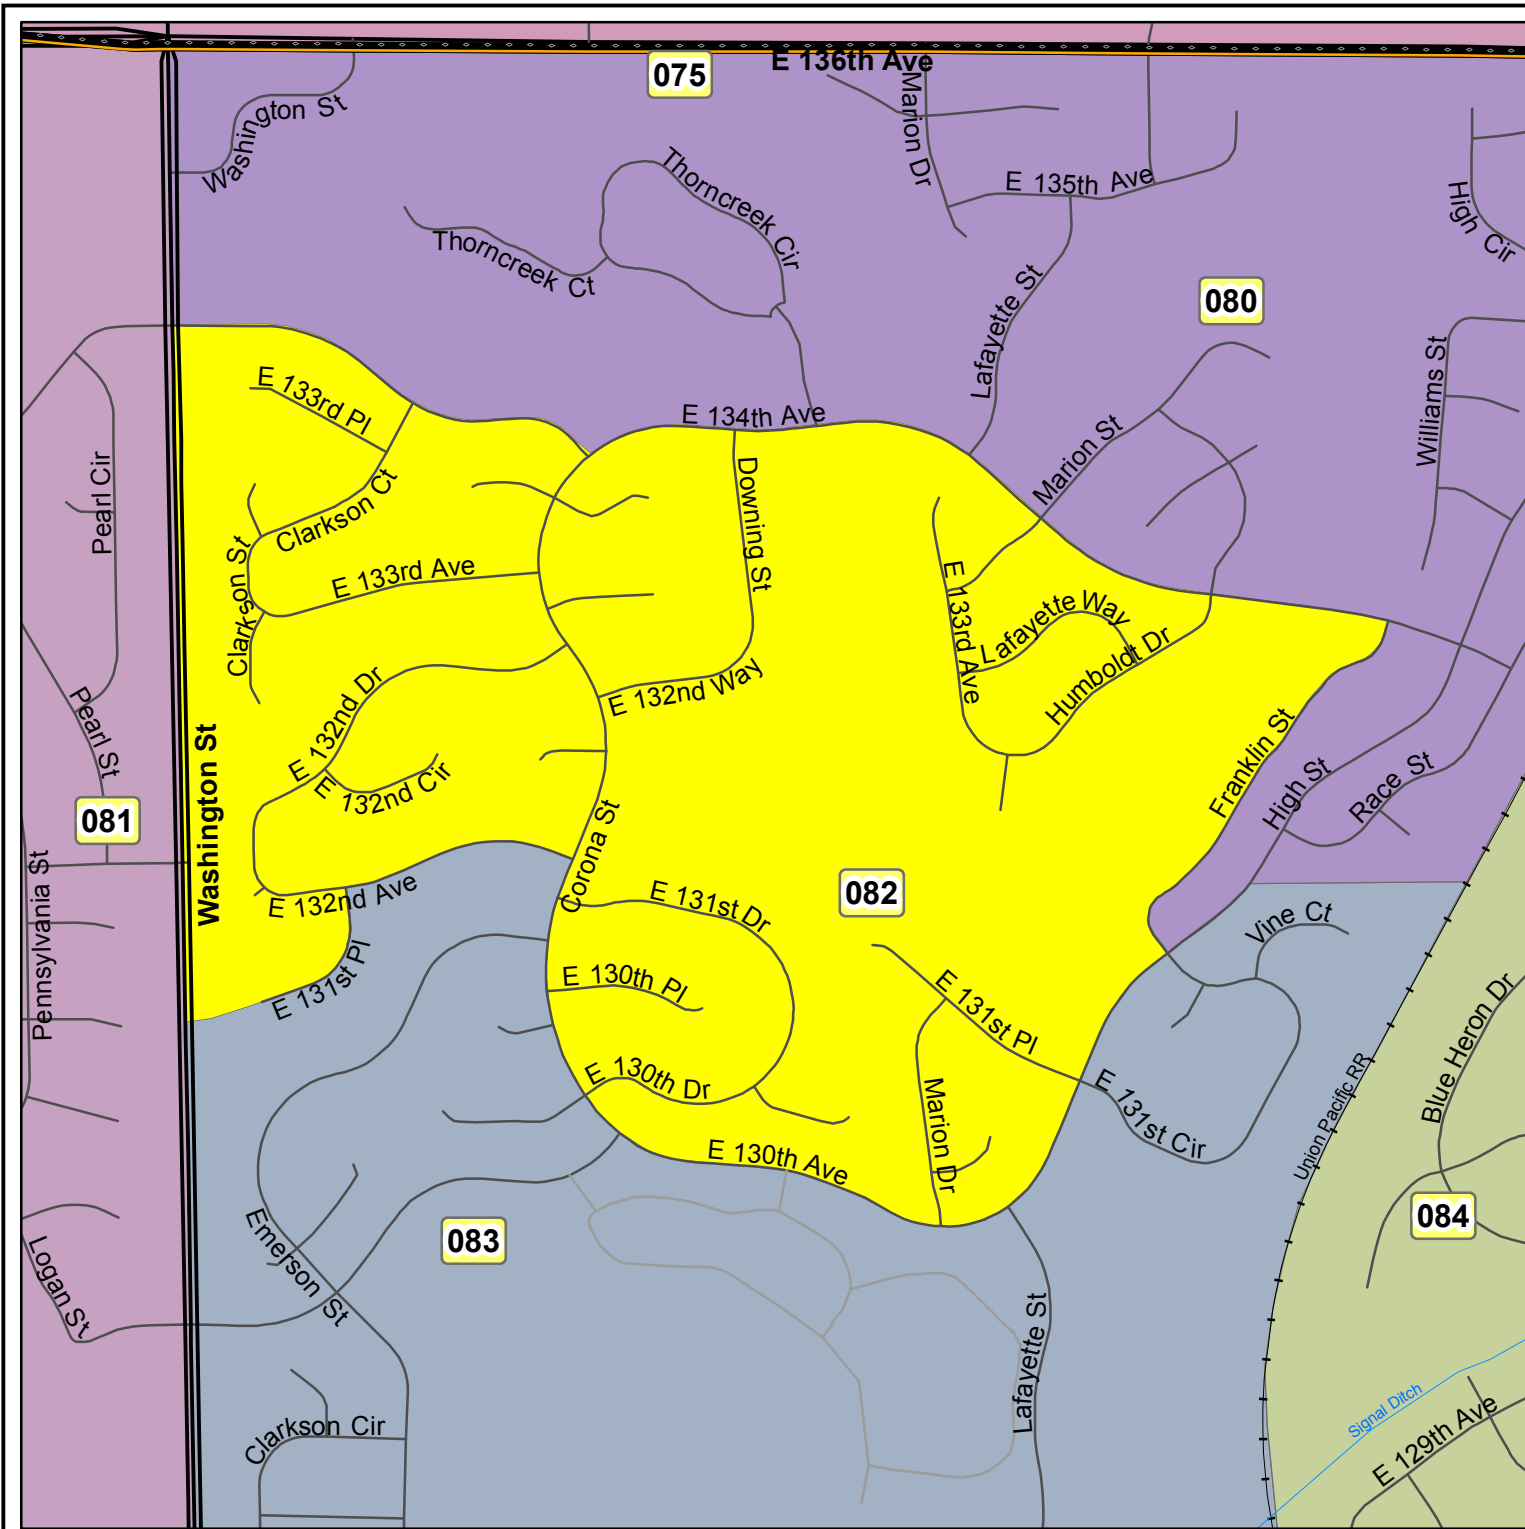 E 136th Ave
075
Washington St
Marion Dr
Thorncreek Cir
E 135th Ave
High Cir
Thorncreek Ct
Lafayette St
080
Williams St
E 133rd Pl
E 134th Ave
Marion St
Pearl Cir
Clarkson Ct
Downing St
Clarkson St
E 133rd Ave
E 133rd Ave
Lafayette Way
Humboldt Dr
E 132nd Way
Pearl St
E 132nd Dr
E 132nd Cir
Franklin St
High St
Race St
081
Washington St
Corona St
Pennsylvania St
E 132nd Ave
E 131st Dr
082
Vine Ct
E 131st Pl
E 130th Pl
E 131st Pl
Blue Heron Dr
E 130th Dr
Marion Dr
E 131st Cir
Union Pacific RR
E 130th Ave
084
Emerson St
083
Logan St
Lafayette St
Signal Ditch
Clarkson Cir
E 129th Ave